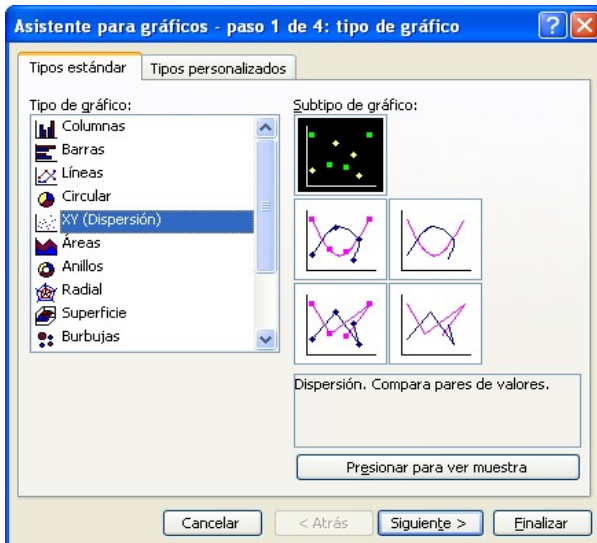 Asistente para gráficos - paso 1 de 4: tipo de gráfico
Tipos estándar
Tipos personalizados
Tipo de gráfico:
Columnas
Barras
Líneas
Circular
XY (Dispersión)
Áreas
Anillos
Radial
Superficie
Burbujas
Subtipo de gráfico:
Dispersión. Compara pares de valores.
Presionar para ver muestra
Cancelar
< Atrás
Siguiente >
Finalizar